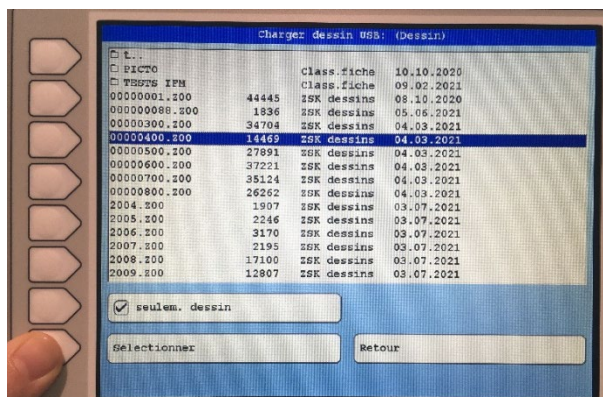 Charger dessin USB: (Dessin)
t..
PICTO Class.fiche 10.10.2020
TESTS IFM Class.fiche 09.02.2021
00000001.Z00 44445 ZSK dessins 08.10.2020
000000088.Z00 1836 ZSK dessins 05.06.2021
00000300.Z00 34704 ZSK dessins 04.03.2021
00000400.Z00 14469 ZSK dessins 04.03.2021
00000500.Z00 27891 ZSK dessins 04.03.2021
00000600.Z00 37221 ZSK dessins 04.03.2021
00000700.Z00 35124 ZSK dessins 04.03.2021
00000800.Z00 26262 ZSK dessins 04.03.2021
2004.Z00 1907 ZSK dessins 03.07.2021
2005.Z00 2246 ZSK dessins 03.07.2021
2006.Z00 3170 ZSK dessins 03.07.2021
2007.Z00 2195 ZSK dessins 03.07.2021
2008.Z00 17100 ZSK dessins 03.07.2021
2009.Z00 12807 ZSK dessins 03.07.2021
seulem. dessin
Sélectionner Retour